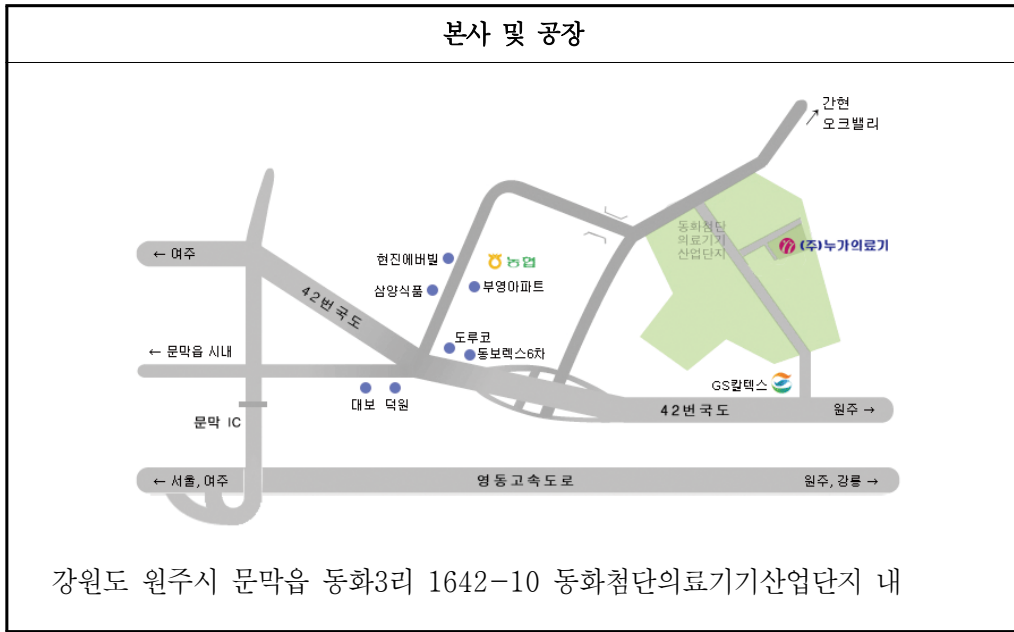 본사 및 공장
간현
오크밸리
동화첨단
의료기기
산업단지
(주)누가의료기
← 여주
현진에버빌
농협
삼양식품
부영아파트
42번국도
도루코
← 문막읍 시내
동보렉스6차
GS칼텍스
대보 덕원
42번국도
원주 →
문막 IC
← 서울,여주
영동고속도로
원주,강릉 →
강원도 원주시 문막읍 동화3리 1642-10 동화첨단의료기기산업단지 내